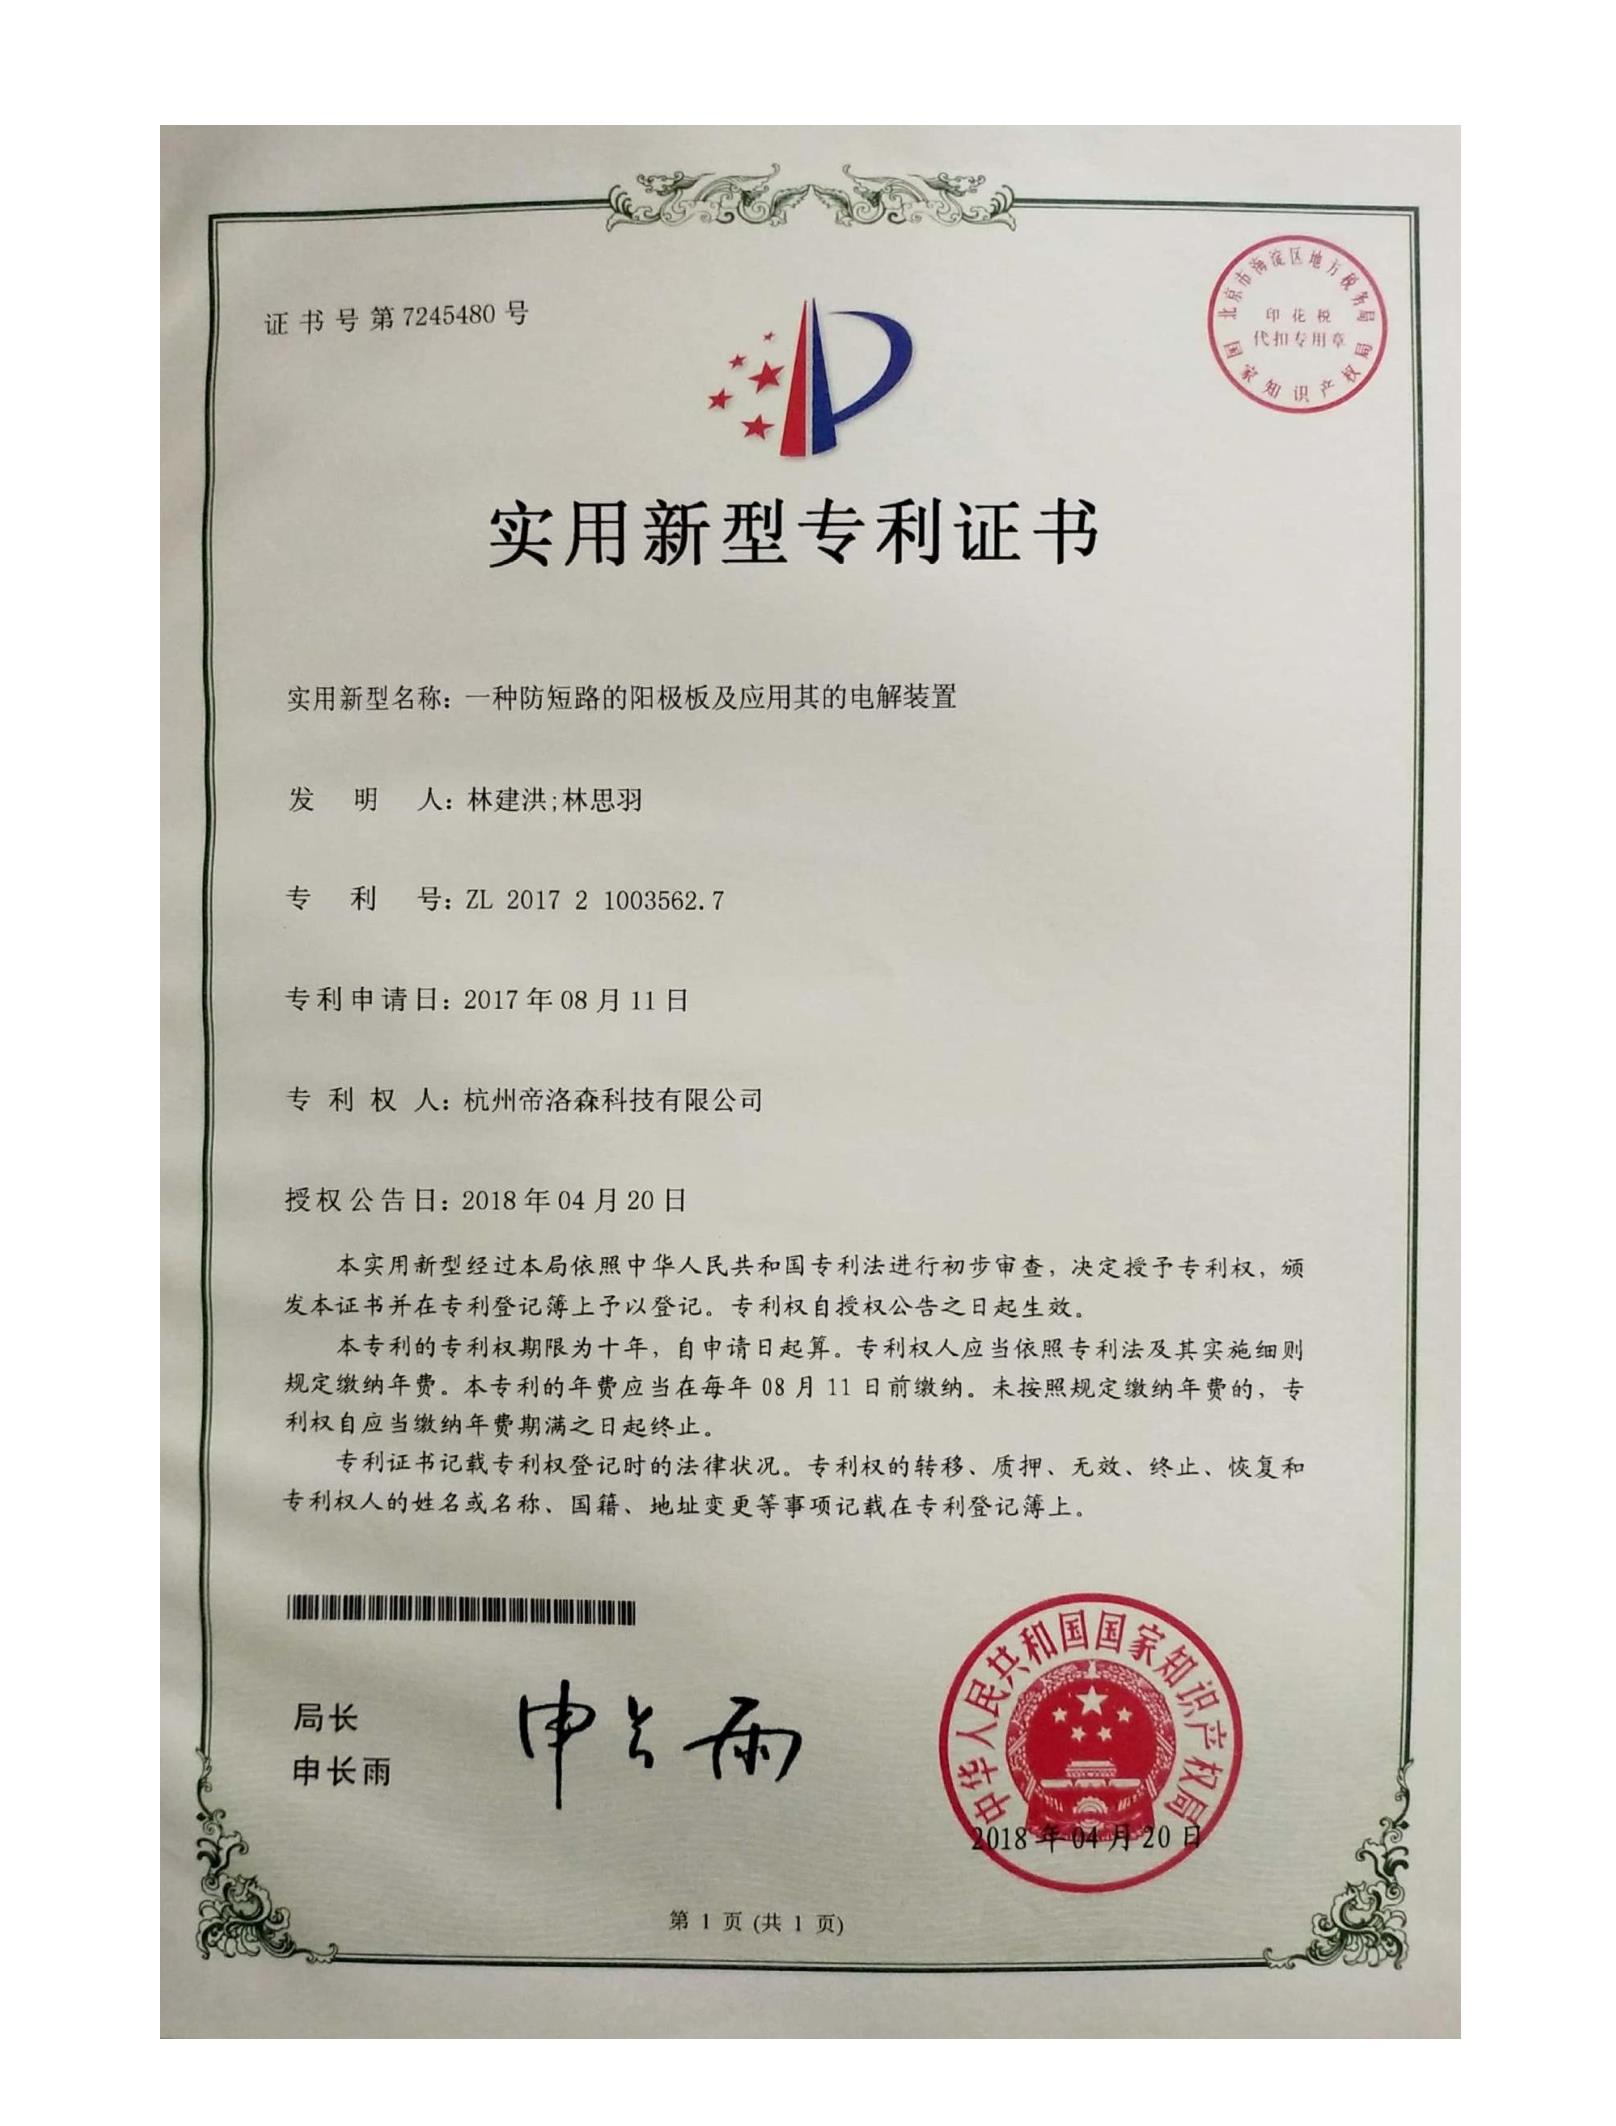 证书号第7245480号
北京市海淀区地方税务局
印花税
代扣专用章
国家知识产权局
实用新型专利证书
实用新型名称：一种防短路的阳极板及应用其的电解装置
发明人：林建洪;林思羽
专利号：ZL 2017 2 1003562.7
专利申请日：2017年08月11日
专利权人：杭州帝洛森科技有限公司
授权公告日：2018年04月20日
本实用新型经过本局依照中华人民共和国专利法进行初步审查，决定授予专利权，颁
发本证书并在专利登记簿上予以登记。专利权自授权公告之日起生效。
本专利的专利权期限为十年，自申请日起算。专利权人应当依照专利法及其实施细则
规定缴纳年费。本专利的年费应当在每年08月11日前缴纳。未按照规定缴纳年费的，专
利权自应当缴纳年费期满之日起终止。
专利证书记载专利权登记时的法律状况。专利权的转移、质押、无效、终止、恢复和
专利权人的姓名或名称、国籍、地址变更等事项记载在专利登记簿上。
局长
申长雨
申长雨
中华人民共和国国家知识产权局
2018年04月20日
第1页(共1页)